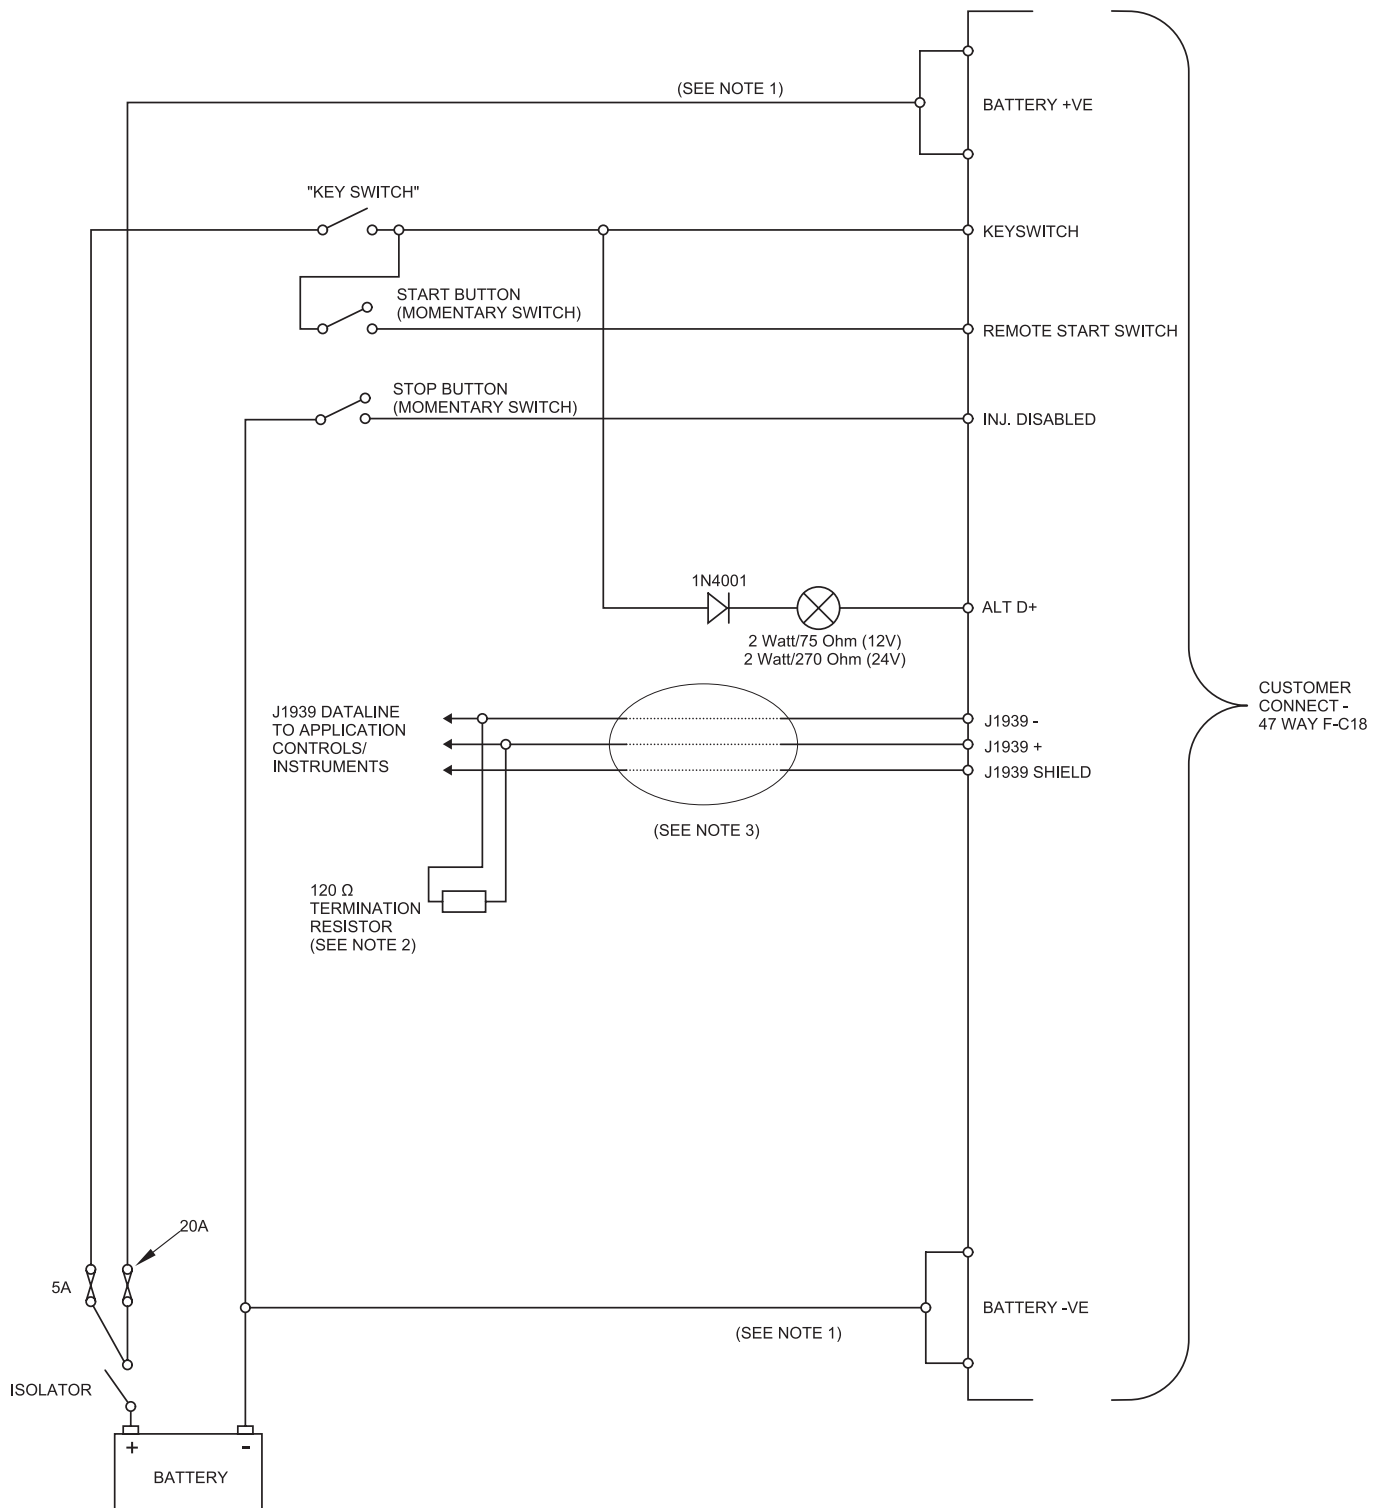 (SEE NOTE 1)
BATTERY +VE
"KEY SWITCH"
KEYSWITCH
START BUTTON
(MOMENTARY SWITCH)
REMOTE START SWITCH
STOP BUTTON
(MOMENTARY SWITCH)
INJ. DISABLED
1N4001
ALT D+
2 Watt/75 Ohm (12V)
2 Watt/270 Ohm (24V)
CUSTOMER
CONNECT -
47 WAY F-C18
J1939 DATALINE
TO APPLICATION
CONTROLS/
INSTRUMENTS
J1939 -
J1939 +
J1939 SHIELD
(SEE NOTE 3)
120 Ω
TERMINATION
RESISTOR
(SEE NOTE 2)
20A
5A
BATTERY -VE
(SEE NOTE 1)
ISOLATOR
+ -
BATTERY